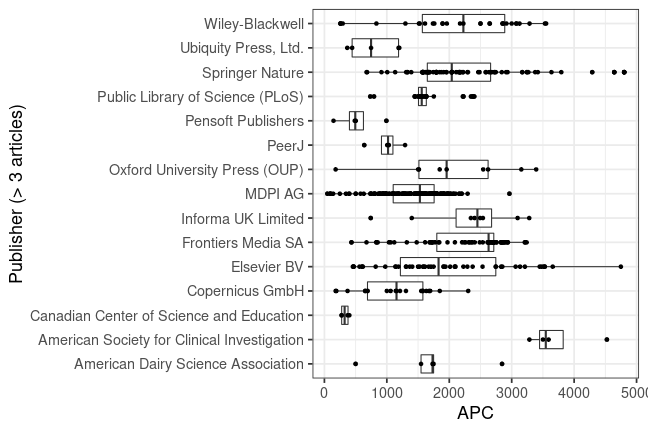 Publisher (> 3 articles)
Wiley-Blackwell
Ubiquity Press, Ltd.
Springer Nature
Public Library of Science (PLoS)
Pensoft Publishers
PeerJ
Oxford University Press (OUP)
MDPI AG
Informa UK Limited
Frontiers Media SA
Elsevier BV
Copernicus GmbH
Canadian Center of Science and Education
American Society for Clinical Investigation
American Dairy Science Association
0 1000 2000 3000 4000 5000
APC